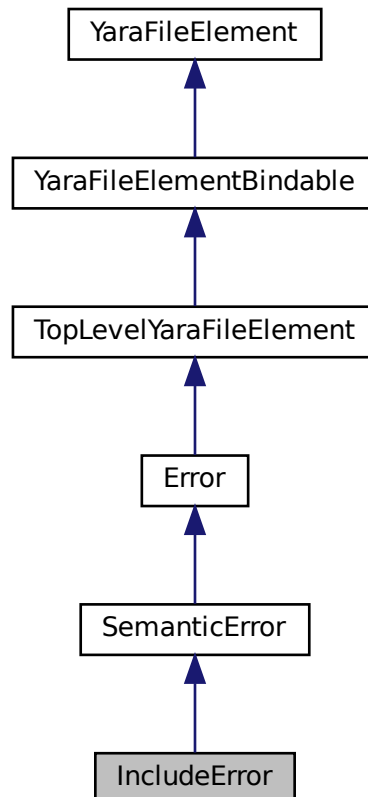 YaraFileElement
YaraFileElementBindable
TopLevelYaraFileElement
Error
SemanticError
IncludeError